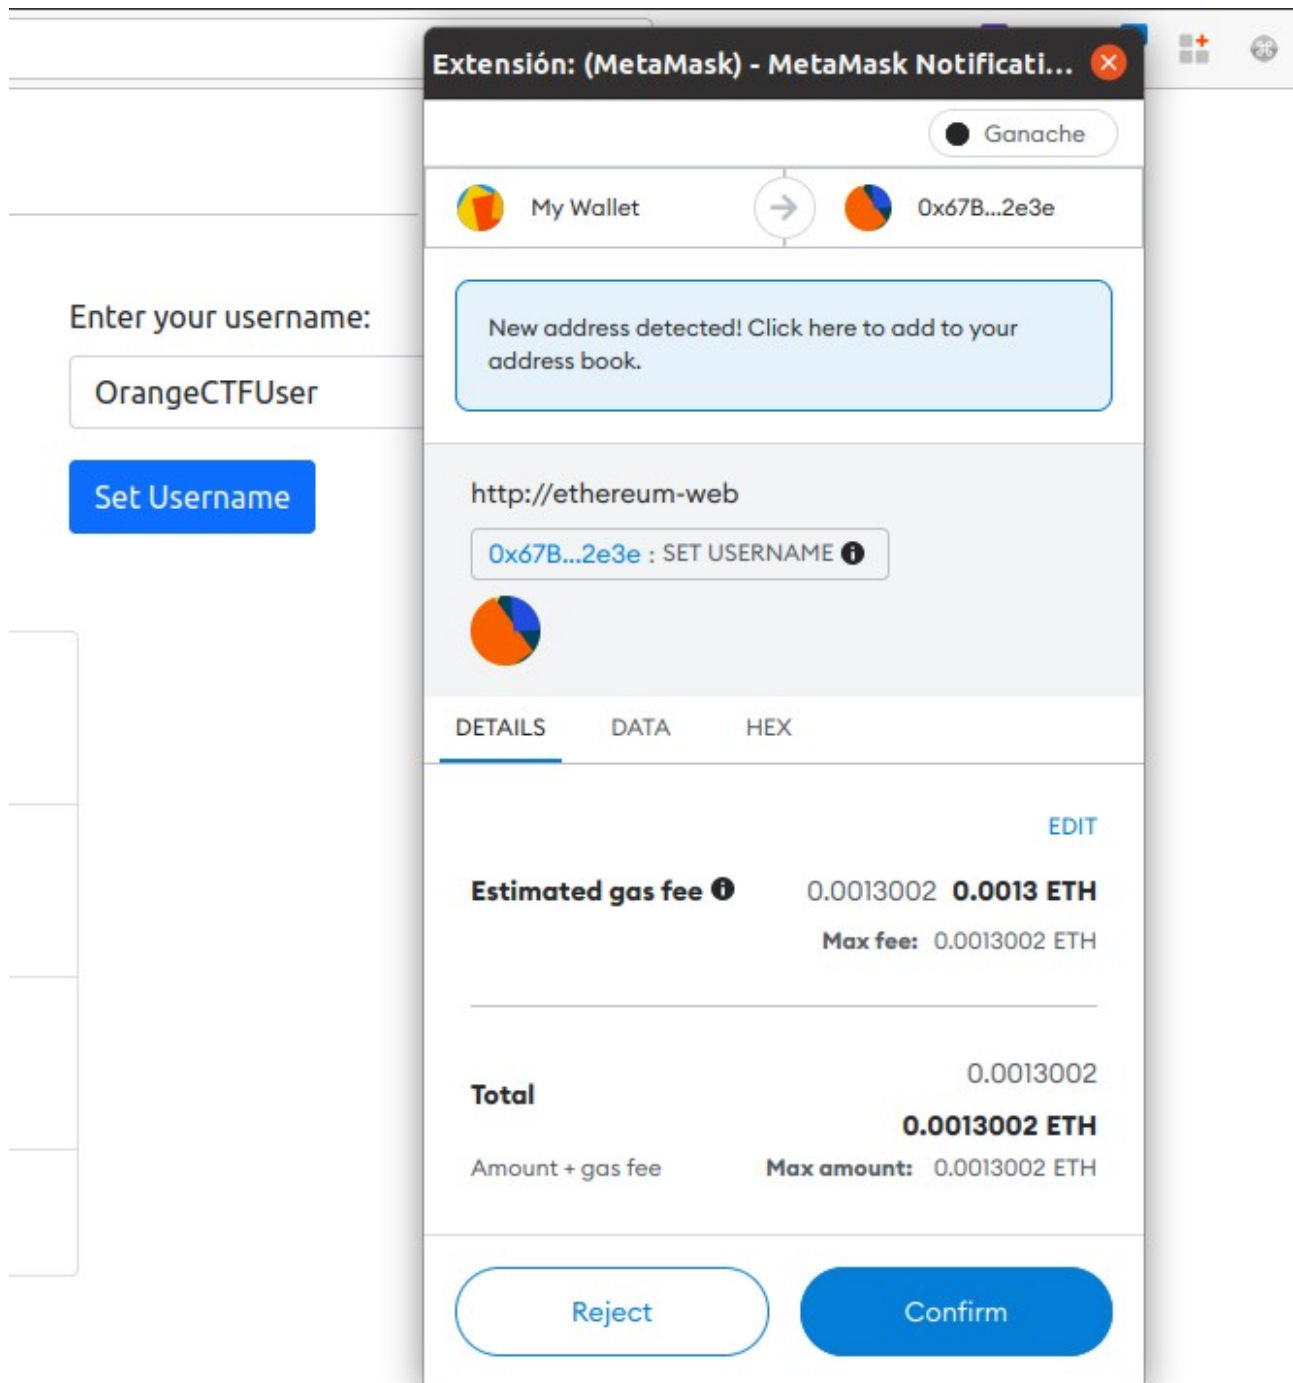 Extensión: (MetaMask) - MetaMask Notificati...
Ganache
My Wallet
0x67B...2e3e
Enter your username:
OrangeCTFUser
Set Username
New address detected! Click here to add to your
address book.
http://ethereum-web
0x67B...2e3e : SET USERNAME
DETAILS DATA HEX
EDIT
Estimated gas fee 0.0013002 0.0013 ETH
Max fee: 0.0013002 ETH
Total
0.0013002
0.0013002 ETH
Amount + gas fee Max amount: 0.0013002 ETH
Reject Confirm